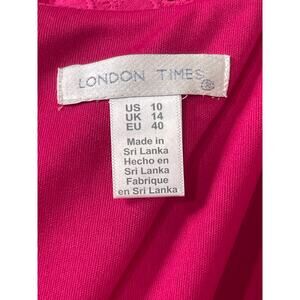 LONDON TIMES
US 10
UK 14
EU 40
Made in
Sri Lanka
Hecho en
Sri Lanka
Fabrique
en Sri Lanka